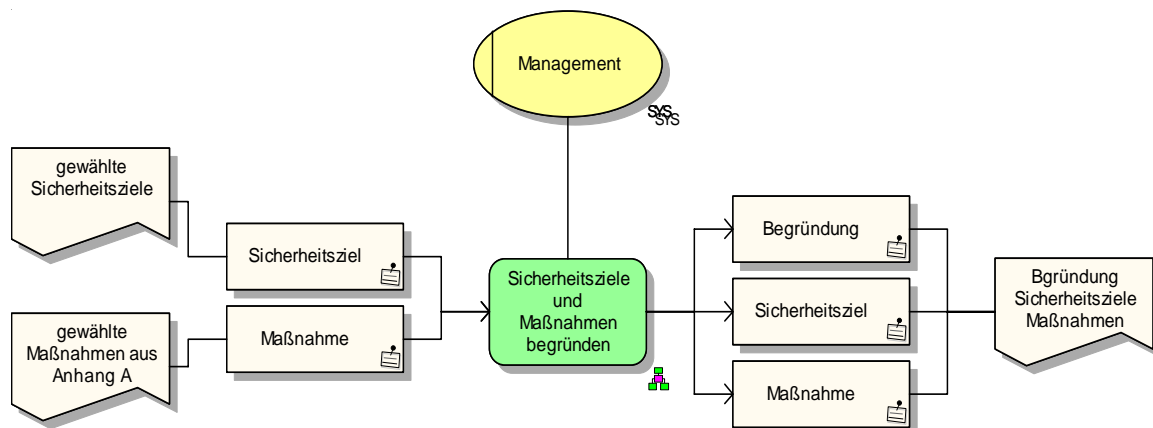 Management
SYS
SYS
gewählte
Sicherheitsziele
Sicherheitsziel
gewählte
Maßnahmen aus
Anhang A
Maßnahme
Sicherheitsziele
und
Maßnahmen
begründen
Begründung
Sicherheitsziel
Maßnahme
Bgründung
Sicherheitsziele
Maßnahmen